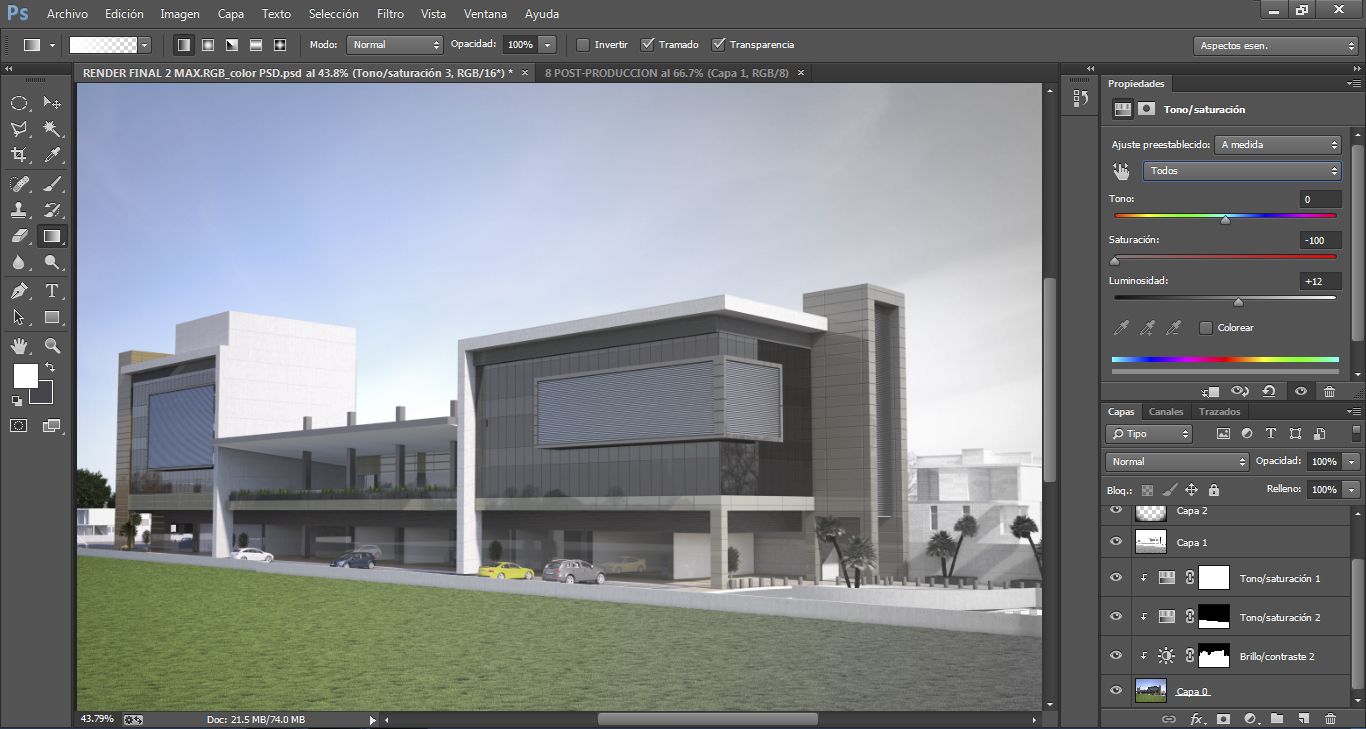 Ps Archivo Edición Imagen Capa Texto Selección Filtro Vista Ventana Ayuda
Modo: Normal Opacidad: 100% Invertir Tramado Transparencia Aspectos esen.
RENDER FINAL 2 MAX.RGB_color PSD.psd al 43.8% (Tono/saturación 3, RGB/16*) * × 8 POST-PRODUCCION al 66.7% (Capa 1, RGB/8) ×
Propiedades
Tono/saturación
Ajuste preestablecido: A medida
Todos
Tono: 0
Saturación: -100
Luminosidad: +12
Colorear
Capas Canales Trazados
Tipo
Normal Opacidad: 100%
Bloq.: Relleno: 100%
Capa 2
Capa 1
Tono/saturación 1
Tono/saturación 2
Brillo/contraste 2
Capa 0
43.79% Doc: 21.5 MB/74.0 MB
fx